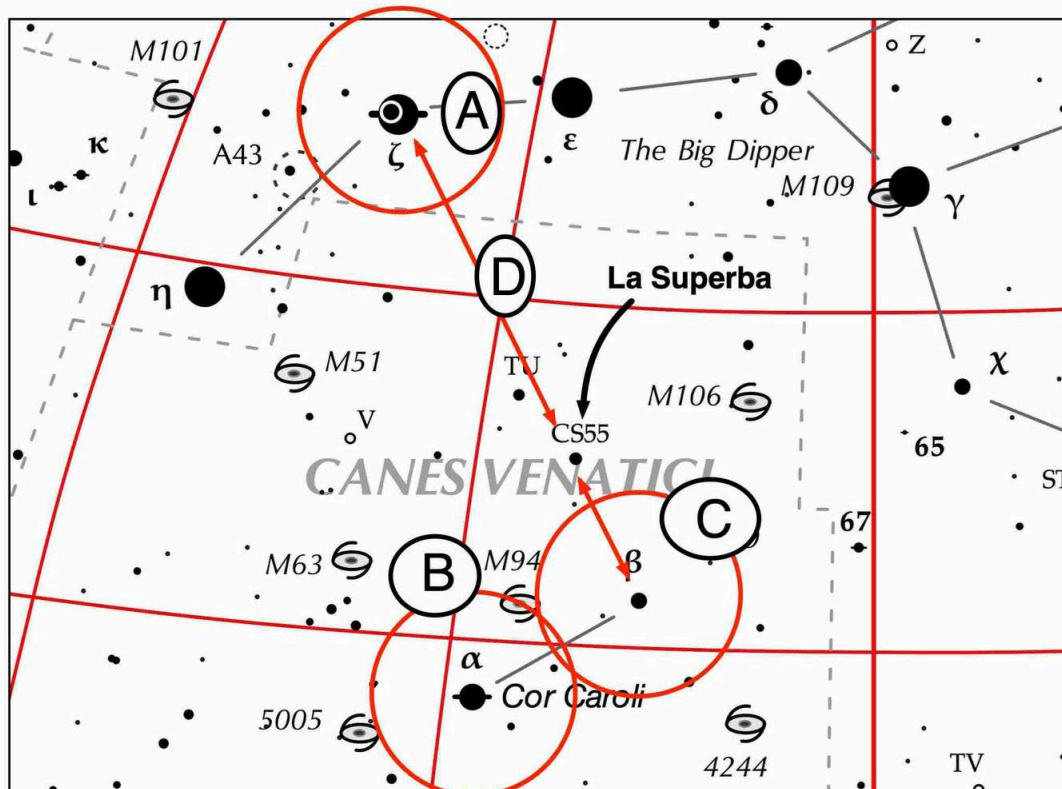 Z
M101
δ
A
ε
κ
A43
ζ
The Big Dipper
M109
ι
γ
D
La Superba
η
TU
M51
χ
M106
V
CS55
65
CANES VENATICI
ST
C
67
M94
M63
B
β
α
Cor Caroli
5005
4244
TV